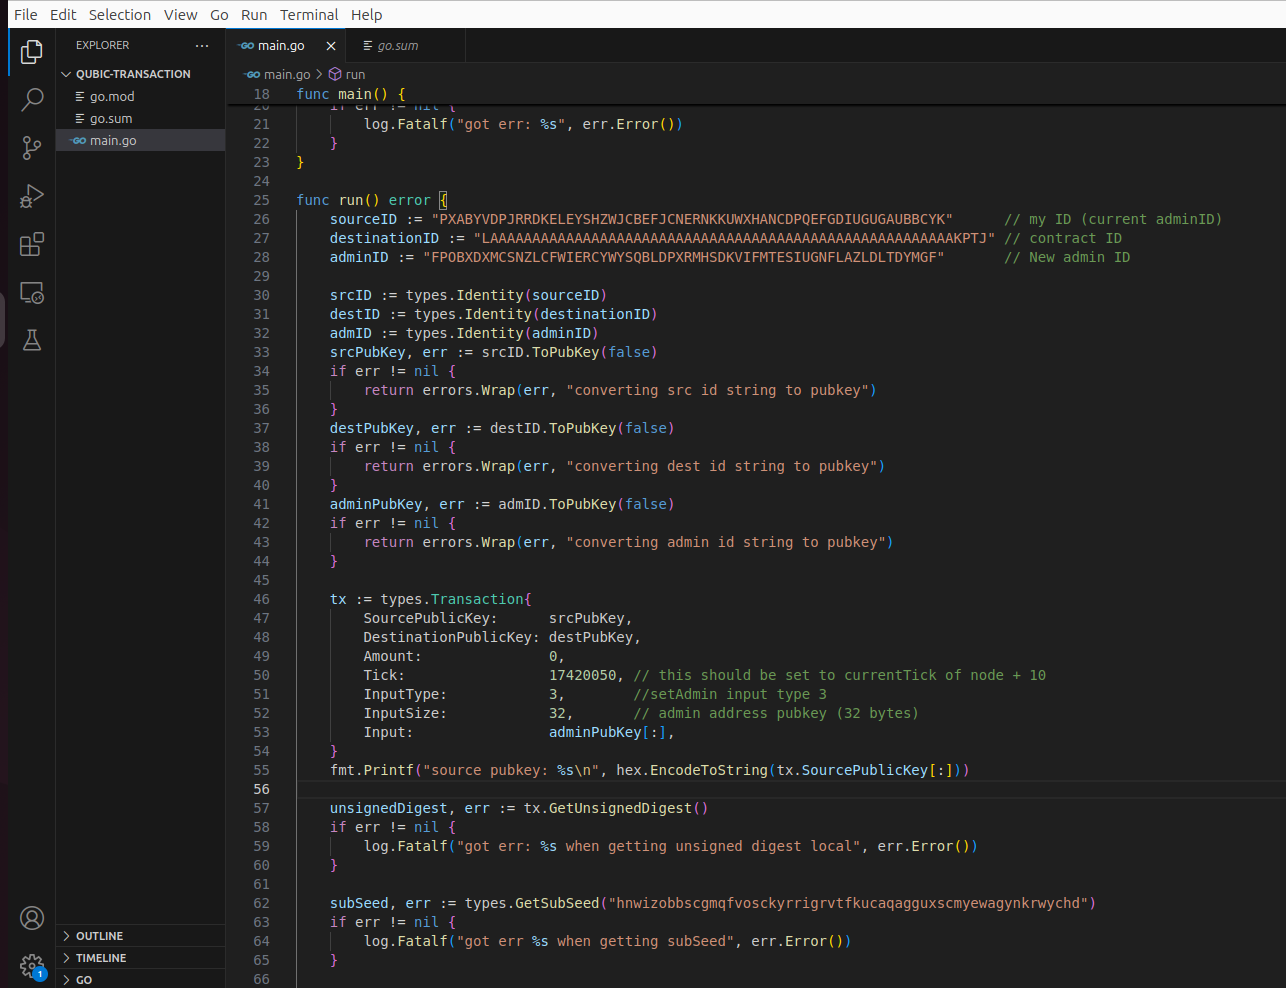 File Edit Selection View Go Run Terminal Help
EXPLORER ···
QUBIC-TRANSACTION
go.mod
go.sum
main.go
OUTLINE
TIMELINE
GO
1
main.go × go.sum
main.go > run
18 func main() {
20 if err != nil {
21 log.Fatalf("got err: %s", err.Error())
22 }
23 }
24
25 func run() error {
26 sourceID := "PXABYVDPJRRDKELEYSHZWJCBEFJCNERNKKUWXHANCDPQEFGDIUGUGAUBBCYK" // my ID (current adminID)
27 destinationID := "LAAAAAAAAAAAAAAAAAAAAAAAAAAAAAAAAAAAAAAAAAAAAAAAAAAAAAAAKPTJ" // contract ID
28 adminID := "FPOBXDXMCSNZLCFWIERCYWYSQBLDPXRMHSDKVIFMTESIUGNFLAZLDLTDYMGF" // New admin ID
29
30 srcID := types.Identity(sourceID)
31 destID := types.Identity(destinationID)
32 admID := types.Identity(adminID)
33 srcPubKey, err := srcID.ToPubKey(false)
34 if err != nil {
35 return errors.Wrap(err, "converting src id string to pubkey")
36 }
37 destPubKey, err := destID.ToPubKey(false)
38 if err != nil {
39 return errors.Wrap(err, "converting dest id string to pubkey")
40 }
41 adminPubKey, err := admID.ToPubKey(false)
42 if err != nil {
43 return errors.Wrap(err, "converting admin id string to pubkey")
44 }
45
46 tx := types.Transaction{
47 SourcePublicKey: srcPubKey,
48 DestinationPublicKey: destPubKey,
49 Amount: 0,
50 Tick: 17420050, // this should be set to currentTick of node + 10
51 InputType: 3, //setAdmin input type 3
52 InputSize: 32, // admin address pubkey (32 bytes)
53 Input: adminPubKey[:],
54 }
55 fmt.Printf("source pubkey: %s\n", hex.EncodeToString(tx.SourcePublicKey[:]))
56
57 unsignedDigest, err := tx.GetUnsignedDigest()
58 if err != nil {
59 log.Fatalf("got err: %s when getting unsigned digest local", err.Error())
60 }
61
62 subSeed, err := types.GetSubSeed("hnwizobbscgmqfvosckyrrigrvtfkucaqagguxscmyewagynkrwychd")
63 if err != nil {
64 log.Fatalf("got err %s when getting subSeed", err.Error())
65 }
66